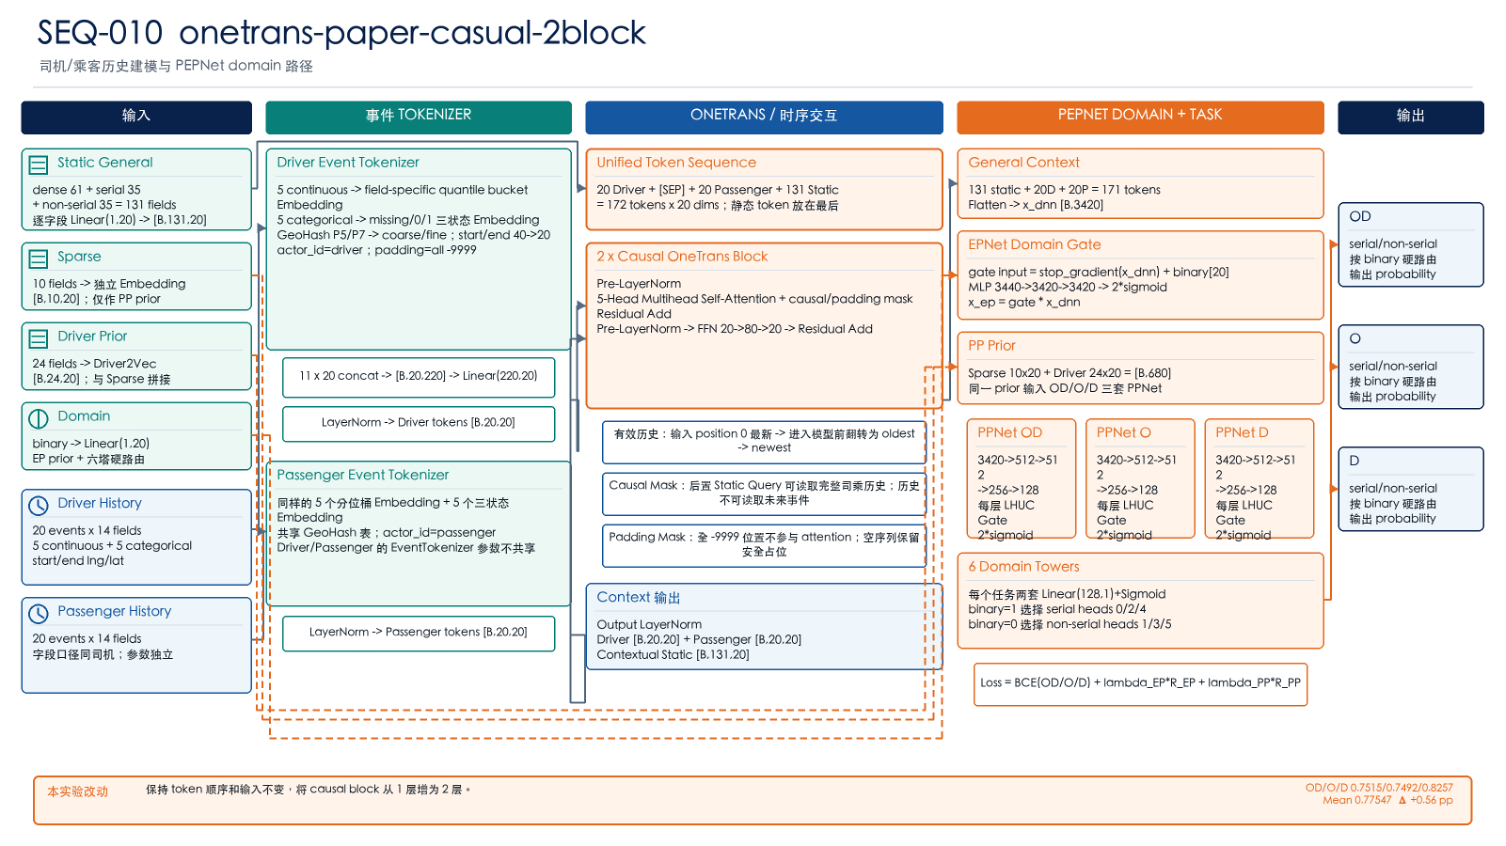 SEQ-010 onetrans-paper-casual-2block
司机/乘客历史建模与 PEPNet domain 路径
输入
Static General
dense 61 + serial 35
+ non-serial 35 = 131 fields
逐字段 Linear(1,20) -> [B,131,20]
Sparse
10 fields -> 独立 Embedding
[B,10,20]；仅作 PP prior
Driver Prior
24 fields -> Driver2Vec
[B,24,20]；与 Sparse 拼接
Domain
binary -> Linear(1,20)
EP prior + 六塔硬路由
Driver History
20 events x 14 fields
5 continuous + 5 categorical
start/end lng/lat
Passenger History
20 events x 14 fields
字段口径同司机；参数独立
事件 TOKENIZER
Driver Event Tokenizer
5 continuous -> field-specific quantile bucket
Embedding
5 categorical -> missing/0/1 三状态 Embedding
GeoHash P5/P7 -> coarse/fine；start/end 40->20
actor_id=driver；padding=all -9999
11 x 20 concat -> [B,20,220] -> Linear(220,20)
LayerNorm -> Driver tokens [B,20,20]
Passenger Event Tokenizer
同样的 5 个分位桶 Embedding + 5 个三状态
Embedding
共享 GeoHash 表；actor_id=passenger
Driver/Passenger 的 EventTokenizer 参数不共享
LayerNorm -> Passenger tokens [B,20,20]
ONETRANS / 时序交互
Unified Token Sequence
20 Driver + [SEP] + 20 Passenger + 131 Static
= 172 tokens x 20 dims；静态 token 放在最后
2 x Causal OneTrans Block
Pre-LayerNorm
5-Head Multihead Self-Attention + causal/padding mask
Residual Add
Pre-LayerNorm -> FFN 20->80->20 -> Residual Add
有效历史：输入 position 0 最新 -> 进入模型前翻转为 oldest
-> newest
Causal Mask：后置 Static Query 可读取完整司乘历史；历史
不可读取未来事件
Padding Mask：全 -9999 位置不参与 attention；空序列保留
安全占位
Context 输出
Output LayerNorm
Driver [B,20,20] + Passenger [B,20,20]
Contextual Static [B,131,20]
PEPNET DOMAIN + TASK
General Context
131 static + 20D + 20P = 171 tokens
Flatten -> x_dnn [B,3420]
EPNet Domain Gate
gate input = stop_gradient(x_dnn) + binary[20]
MLP 3440->3420->3420 -> 2*sigmoid
x_ep = gate * x_dnn
PP Prior
Sparse 10x20 + Driver 24x20 = [B,680]
同一 prior 输入 OD/O/D 三套 PPNet
PPNet OD
3420->512->51
2
->256->128
每层 LHUC
Gate
2*sigmoid
PPNet O
3420->512->51
2
->256->128
每层 LHUC
Gate
2*sigmoid
PPNet D
3420->512->51
2
->256->128
每层 LHUC
Gate
2*sigmoid
6 Domain Towers
每个任务两套 Linear(128,1)+Sigmoid
binary=1 选择 serial heads 0/2/4
binary=0 选择 non-serial heads 1/3/5
Loss = BCE(OD/O/D) + lambda_EP*R_EP + lambda_PP*R_PP
输出
OD
serial/non-serial
按 binary 硬路由
输出 probability
O
serial/non-serial
按 binary 硬路由
输出 probability
D
serial/non-serial
按 binary 硬路由
输出 probability
本实验改动
保持 token 顺序和输入不变，将 causal block 从 1 层增为 2 层。
OD/O/D 0.7515/0.7492/0.8257
Mean 0.77547 Δ +0.56 pp